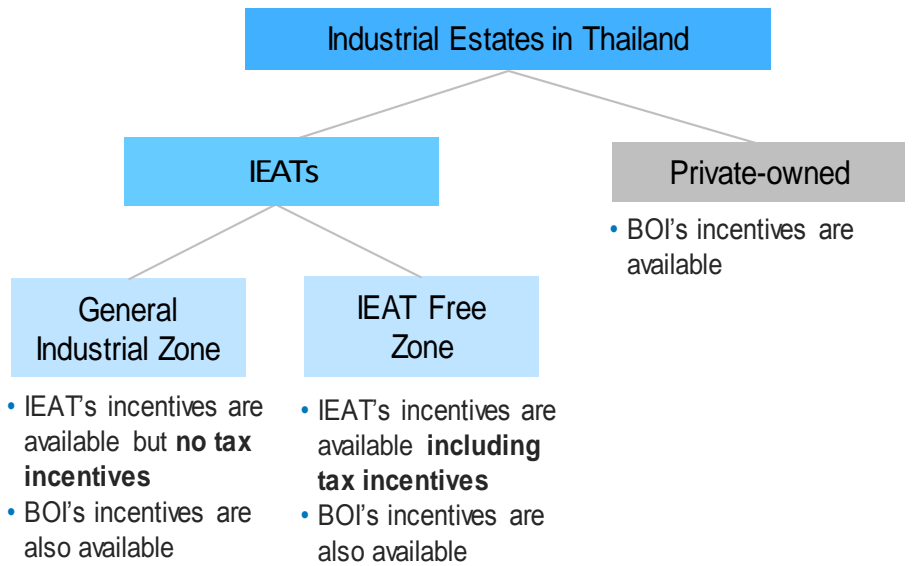 Industrial Estates in Thailand
IEATs
Private-owned
• BOI's incentives are
available
General
Industrial Zone
IEAT Free
Zone
• IEAT's incentives are
available but no tax
incentives
• BOI's incentives are
also available
• IEAT's incentives are
available including
tax incentives
• BOI's incentives are
also available